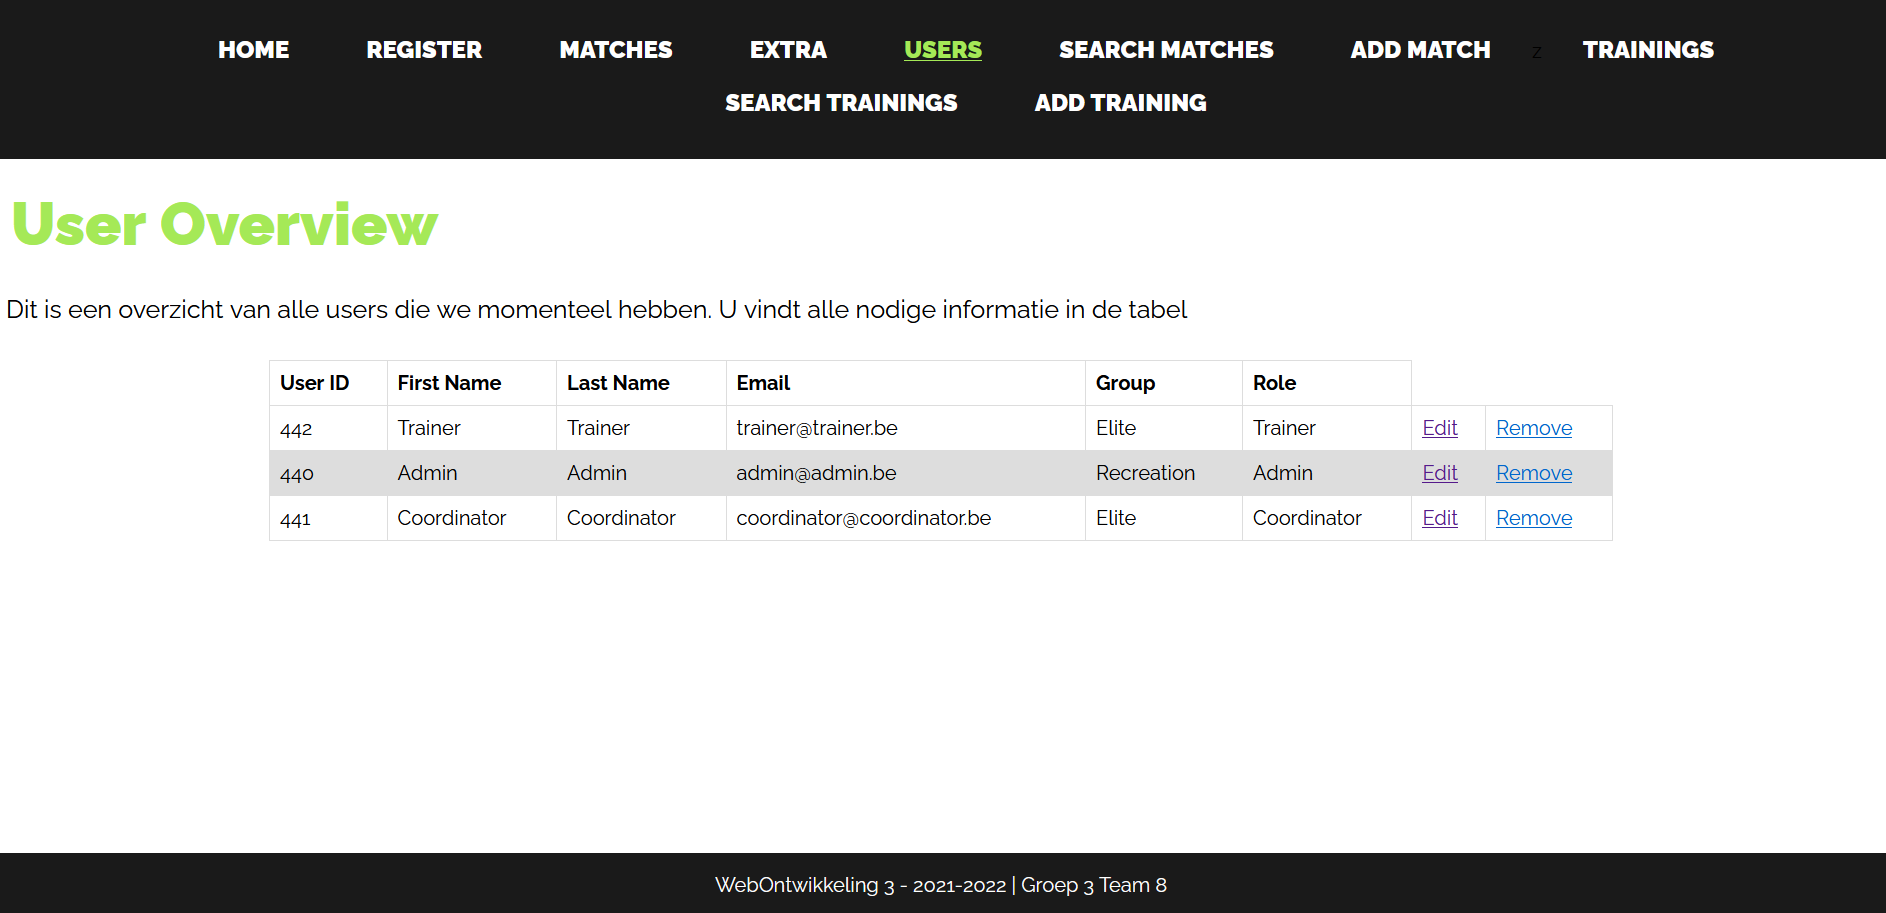 HOME REGISTER MATCHES EXTRA USERS SEARCH MATCHES ADD MATCH z TRAININGS
SEARCH TRAININGS ADD TRAINING
User Overview
Dit is een overzicht van alle users die we momenteel hebben. U vindt alle nodige informatie in de tabel
User ID First Name Last Name Email Group Role
442 Trainer Trainer trainer@trainer.be Elite Trainer Edit Remove
440 Admin Admin admin@admin.be Recreation Admin Edit Remove
441 Coordinator Coordinator coordinator@coordinator.be Elite Coordinator Edit Remove
WebOntwikkeling 3 - 2021-2022 | Groep 3 Team 8